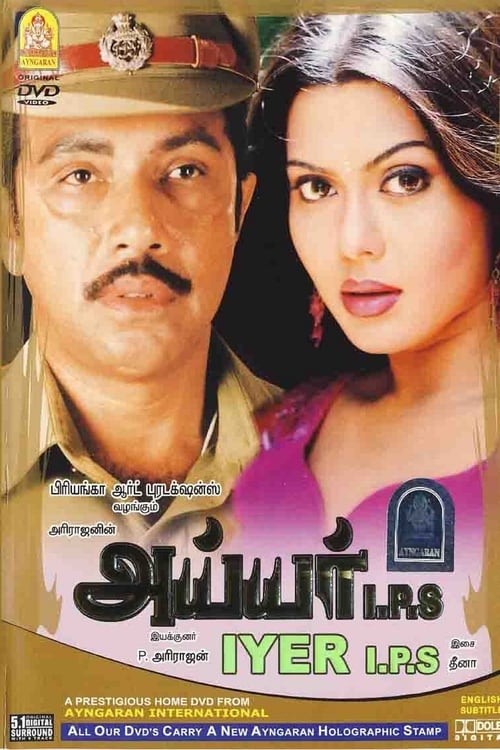 AYNGARAN
ORIGINAL
DVD
VIDEO
பிரியங்கா ஆர்ட் புரடக்ஷன்ஸ்
வழங்கும்
அரிராஜனின்
AYNGARAN
அய்யர் I.P.S
இயக்குனர்
P. அரிராஜன்
IYER I.P.S
இசை
தீனா
A PRESTIGIOUS HOME DVD FROM
AYNGARAN INTERNATIONAL
ENGLISH
SUBTITLE
5.1 ORIGINAL DIGITAL
SURROUND
ALL OUR DVD'S CARRY A NEW AYNGARAN HOLOGRAPHIC STAMP
DOLBY
DIGITAL